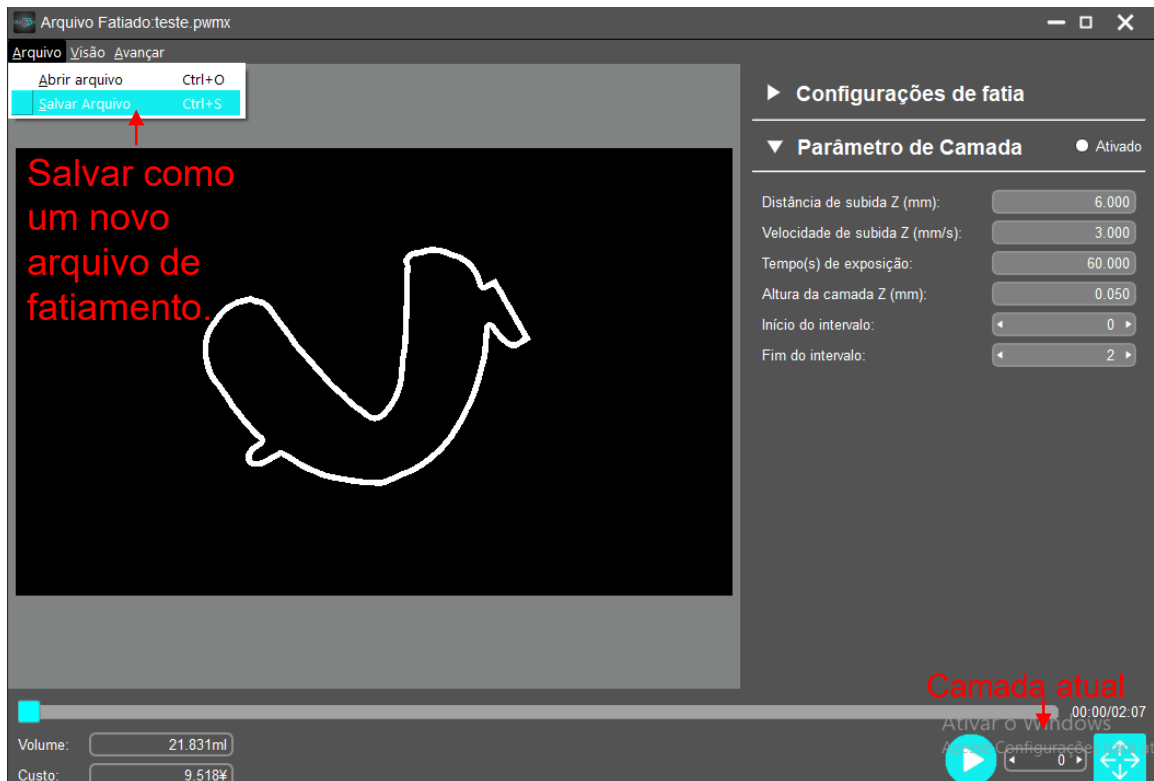 Arquivo Fatiado:teste.pwmx
Arquivo Visão Avançar
Abrir arquivo Ctrl+O
Salvar Arquivo Ctrl+S
Salvar como
um novo
arquivo de
fatiamento.
Configurações de fatia
Parâmetro de Camada Ativado
Distância de subida Z (mm): 6.000
Velocidade de subida Z (mm/s): 3.000
Tempo(s) de exposição: 60.000
Altura da camada Z (mm): 0.050
Início do intervalo: 0
Fim do intervalo: 2
Camada atual
00:00/02:07
Ativar o Windows
Configurações
Volume: 21.831ml
0
Custo: 9.518¥